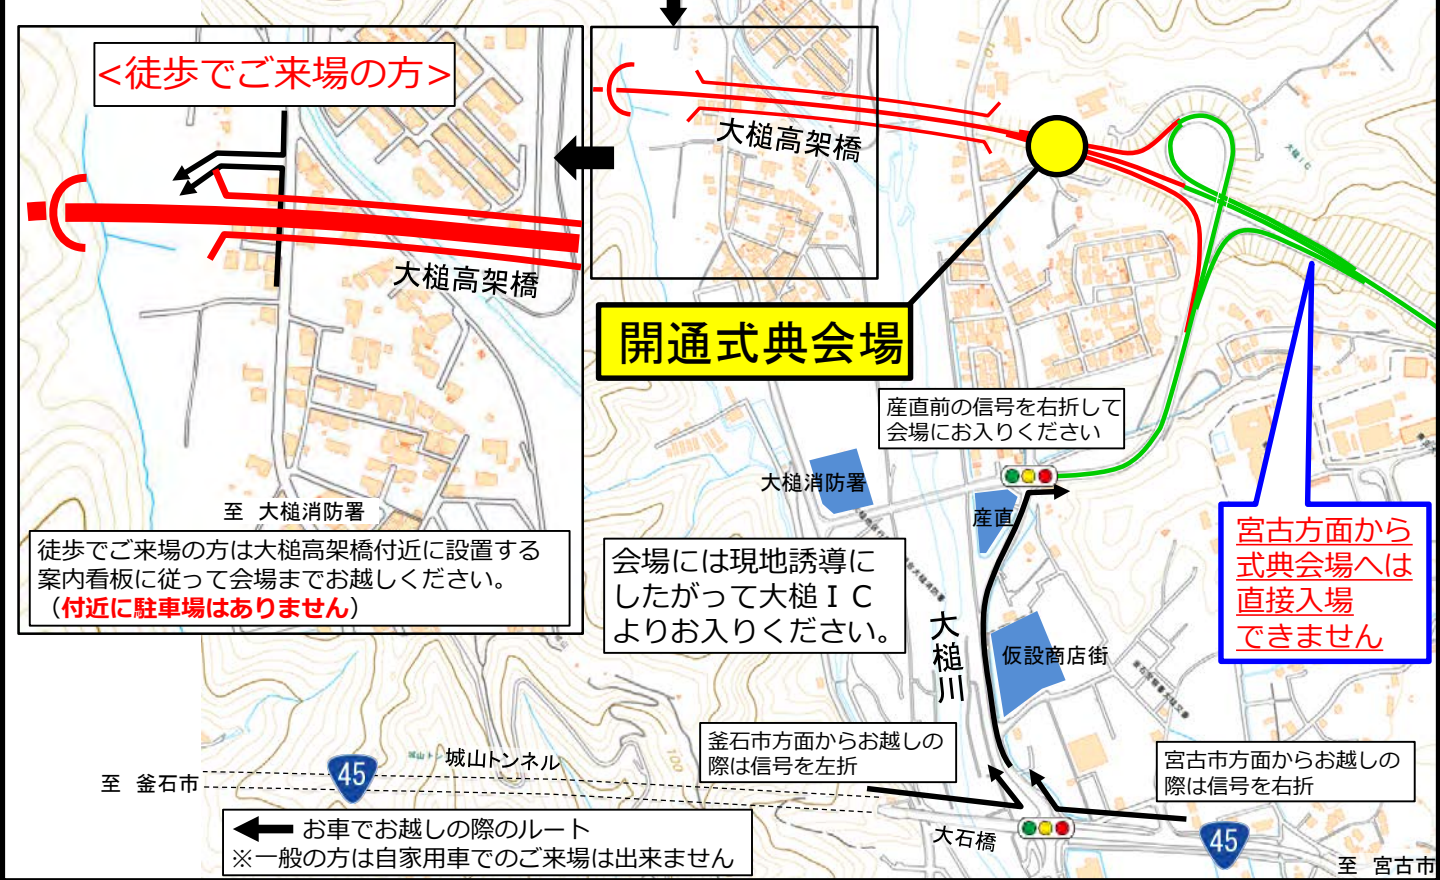 <徒歩でご来場の方>
大槌高架橋
至 大槌消防署
徒歩でご来場の方は大槌高架橋付近に設置する
案内看板に従って会場までお越しください。
（付近に駐車場はありません）
大槌高架橋
大槌IC
開通式典会場
産直前の信号を右折して
会場にお入りください
大槌消防署
産直
会場には現地誘導に
したがって大槌ＩＣ
よりお入りください。
大槌川
仮設商店街
宮古方面から
式典会場へは
直接入場
できません
釜石市方面からお越しの
際は信号を左折
宮古市方面からお越しの
際は信号を右折
城山トンネル
100
至 釜石市
45
お車でお越しの際のルート
※一般の方は自家用車でのご来場は出来ません
大石橋
45
至 宮古市